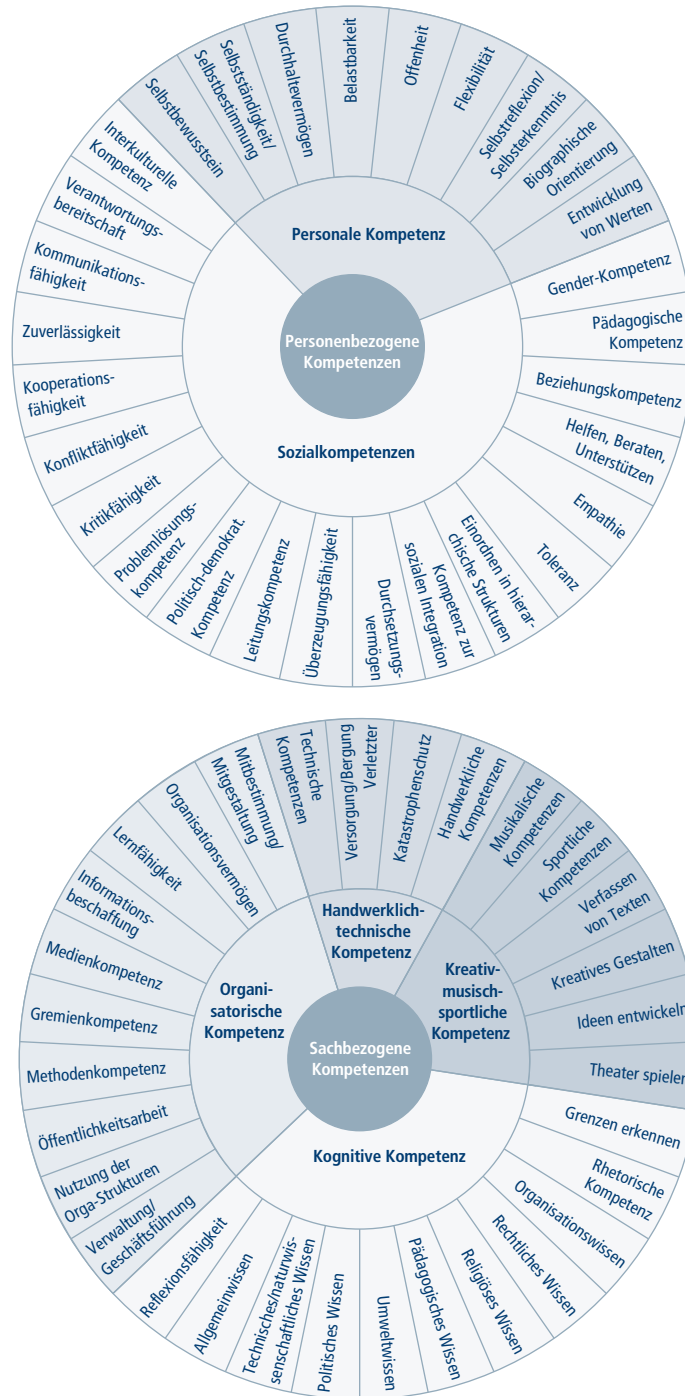 Selbstbewusstsein
Selbstständigkeit/
Selbstbestimmung
Durchhaltevermögen
Belastbarkeit
Offenheit
Flexibilität
Selbstreflexion/
Selbsterkenntnis
Biographische
Orientierung
Entwicklung
von Werten
Personale Kompetenz
Personenbezogene
Kompetenzen
Sozialkompetenzen
Gender-Kompetenz
Pädagogische
Kompetenz
Beziehungskompetenz
Helfen, Beraten,
Unterstützen
Empathie
Toleranz
Einordnen in hierar-
chische Strukturen
Kompetenz zur
sozialen Integration
Durchsetzungs-
vermögen
Überzeugungsfähigkeit
Leitungskompetenz
Politisch-demokrat.
Kompetenz
Problemlösungs-
kompetenz
Kritikfähigkeit
Konfliktfähigkeit
Kooperations-
fähigkeit
Zuverlässigkeit
Kommunikations-
fähigkeit
Verantwortungs-
bereitschaft
Interkulturelle
Kompetenz
Technische
Kompetenzen
Versorgung/Bergung
Verletzter
Katastrophenschutz
Handwerkliche
Kompetenzen
Handwerklich-
technische
Kompetenz
Musikalische
Kompetenzen
Sportliche
Kompetenzen
Verfassen
von Texten
Kreatives Gestalten
Ideen entwickeln
Theater spielen
Kreativ-
musisch-
sportliche
Kompetenz
Sachbezogene
Kompetenzen
Kognitive Kompetenz
Grenzen erkennen
Rhetorische
Kompetenz
Organisationswissen
Rechtliches Wissen
Religiöses Wissen
Pädagogisches Wissen
Umweltwissen
Politisches Wissen
Technisches/naturwis-
senschaftliches Wissen
Allgemeinwissen
Reflexionsfähigkeit
Organi-
satorische
Kompetenz
Verwaltung/
Geschäftsführung
Nutzung der
Orga-Strukturen
Öffentlichkeitsarbeit
Methodenkompetenz
Gremienkompetenz
Medienkompetenz
Informations-
beschaffung
Lernfähigkeit
Organisationsvermögen
Mitbestimmung/
Mitgestaltung